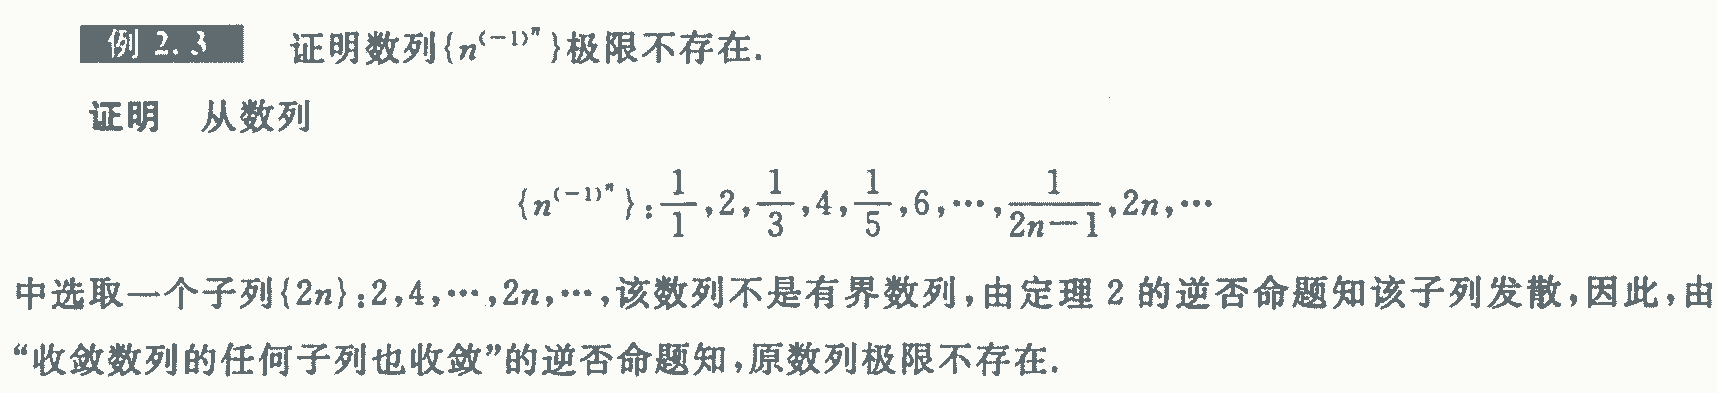 例 2.3 证明数列{n^{(-1)^n}}极限不存在.
证明 从数列
{n^{(-1)^n}}:\frac{1}{1},2,\frac{1}{3},4,\frac{1}{5},6,⋯,\frac{1}{2n-1},2n,⋯
中选取一个子列{2n}:2,4,⋯,2n,⋯,该数列不是有界数列,由定理 2 的逆否命题知该子列发散,因此,由
“收敛数列的任何子列也收敛”的逆否命题知,原数列极限不存在.